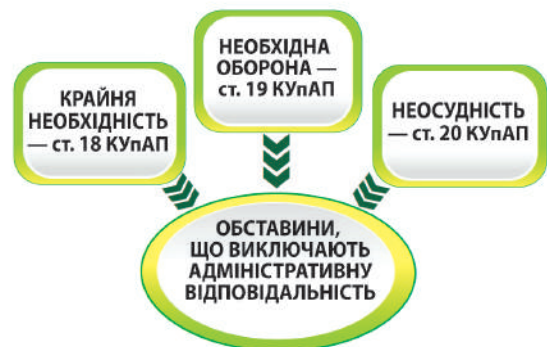 КРАЙНЯ
НЕОБХІДНІСТЬ
— ст. 18 КУпАП
НЕОБХІДНА
ОБОРОНА —
ст. 19 КУпАП
НЕОСУДНІСТЬ
— ст. 20 КУпАП
ОБСТАВИНИ,
ЩО ВИКЛЮЧАЮТЬ
АДМІНІСТРАТИВНУ
ВІДПОВІДАЛЬНІСТЬ